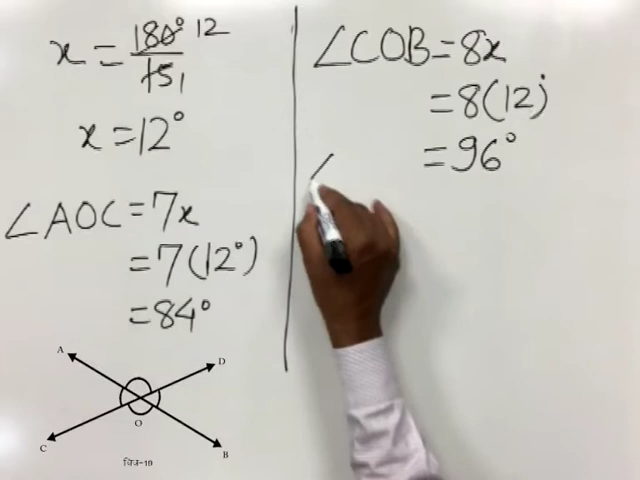 x = 180° 12
15 1
x = 12°
∠AOC = 7x
= 7(12°)
= 84°
A
D
O
C
B
चित्र-10
∠COB = 8x
= 8(12)
= 96°
∠